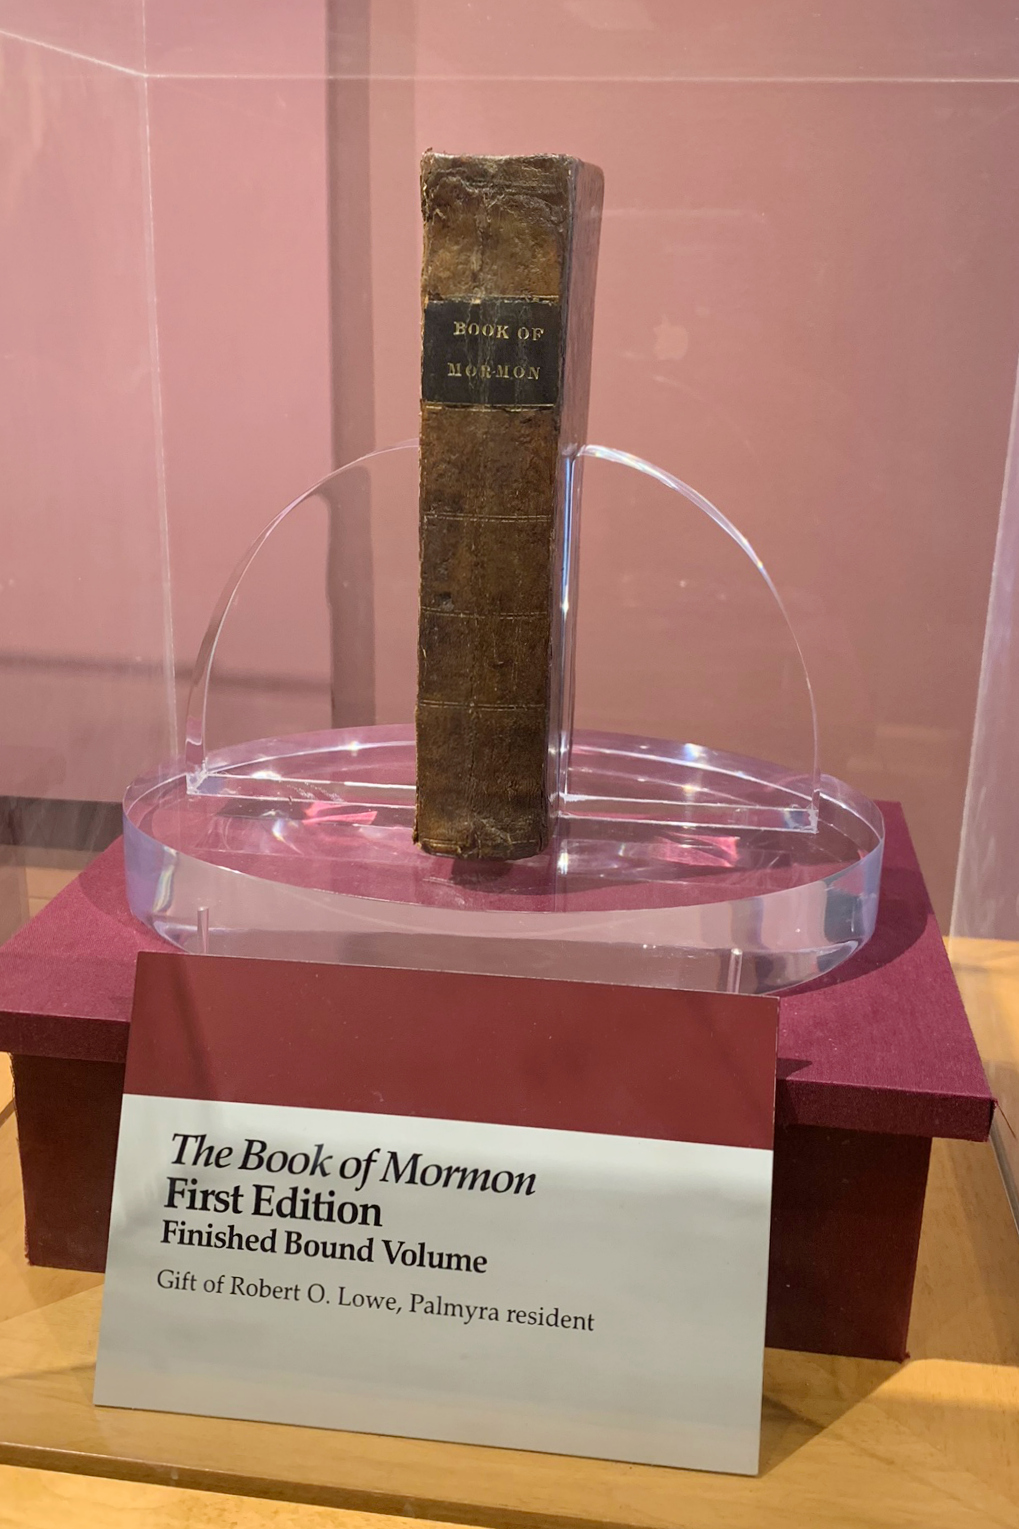 BOOK OF
MORMON
The Book of Mormon
First Edition
Finished Bound Volume
Gift of Robert O. Lowe, Palmyra resident